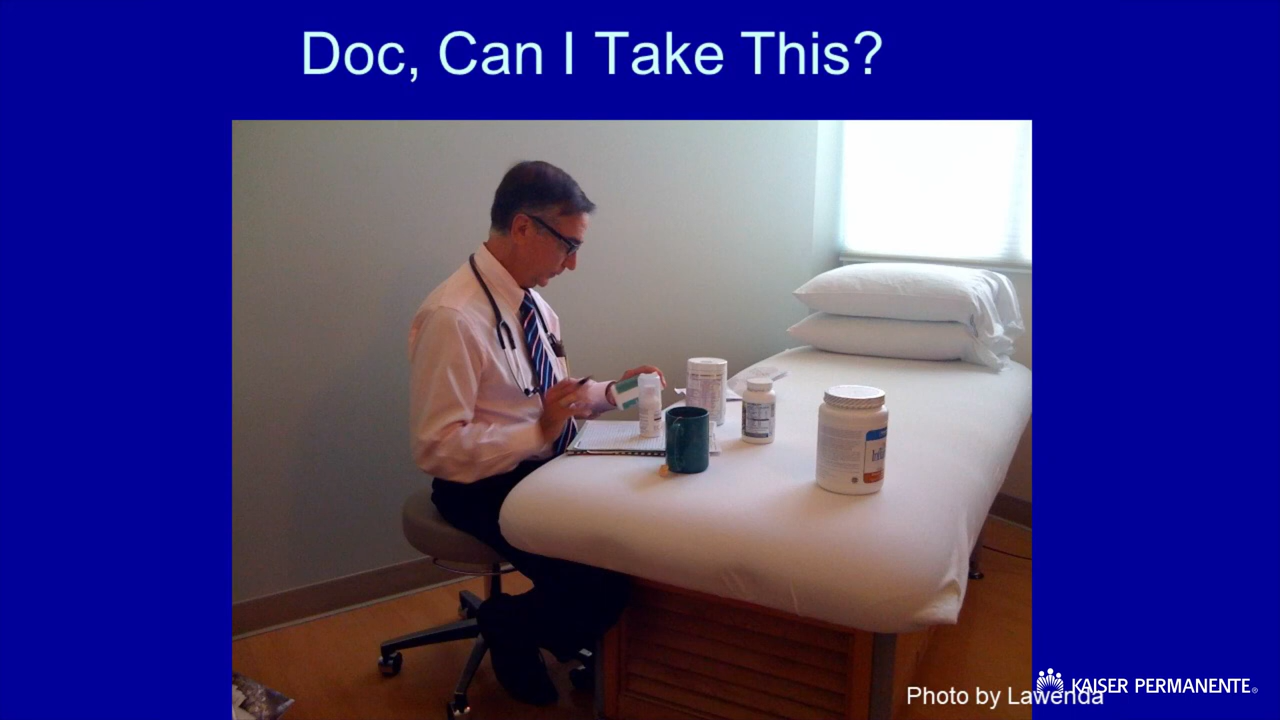 Doc, Can I Take This?
Photo by Lawenda
KAISER PERMANENTE®